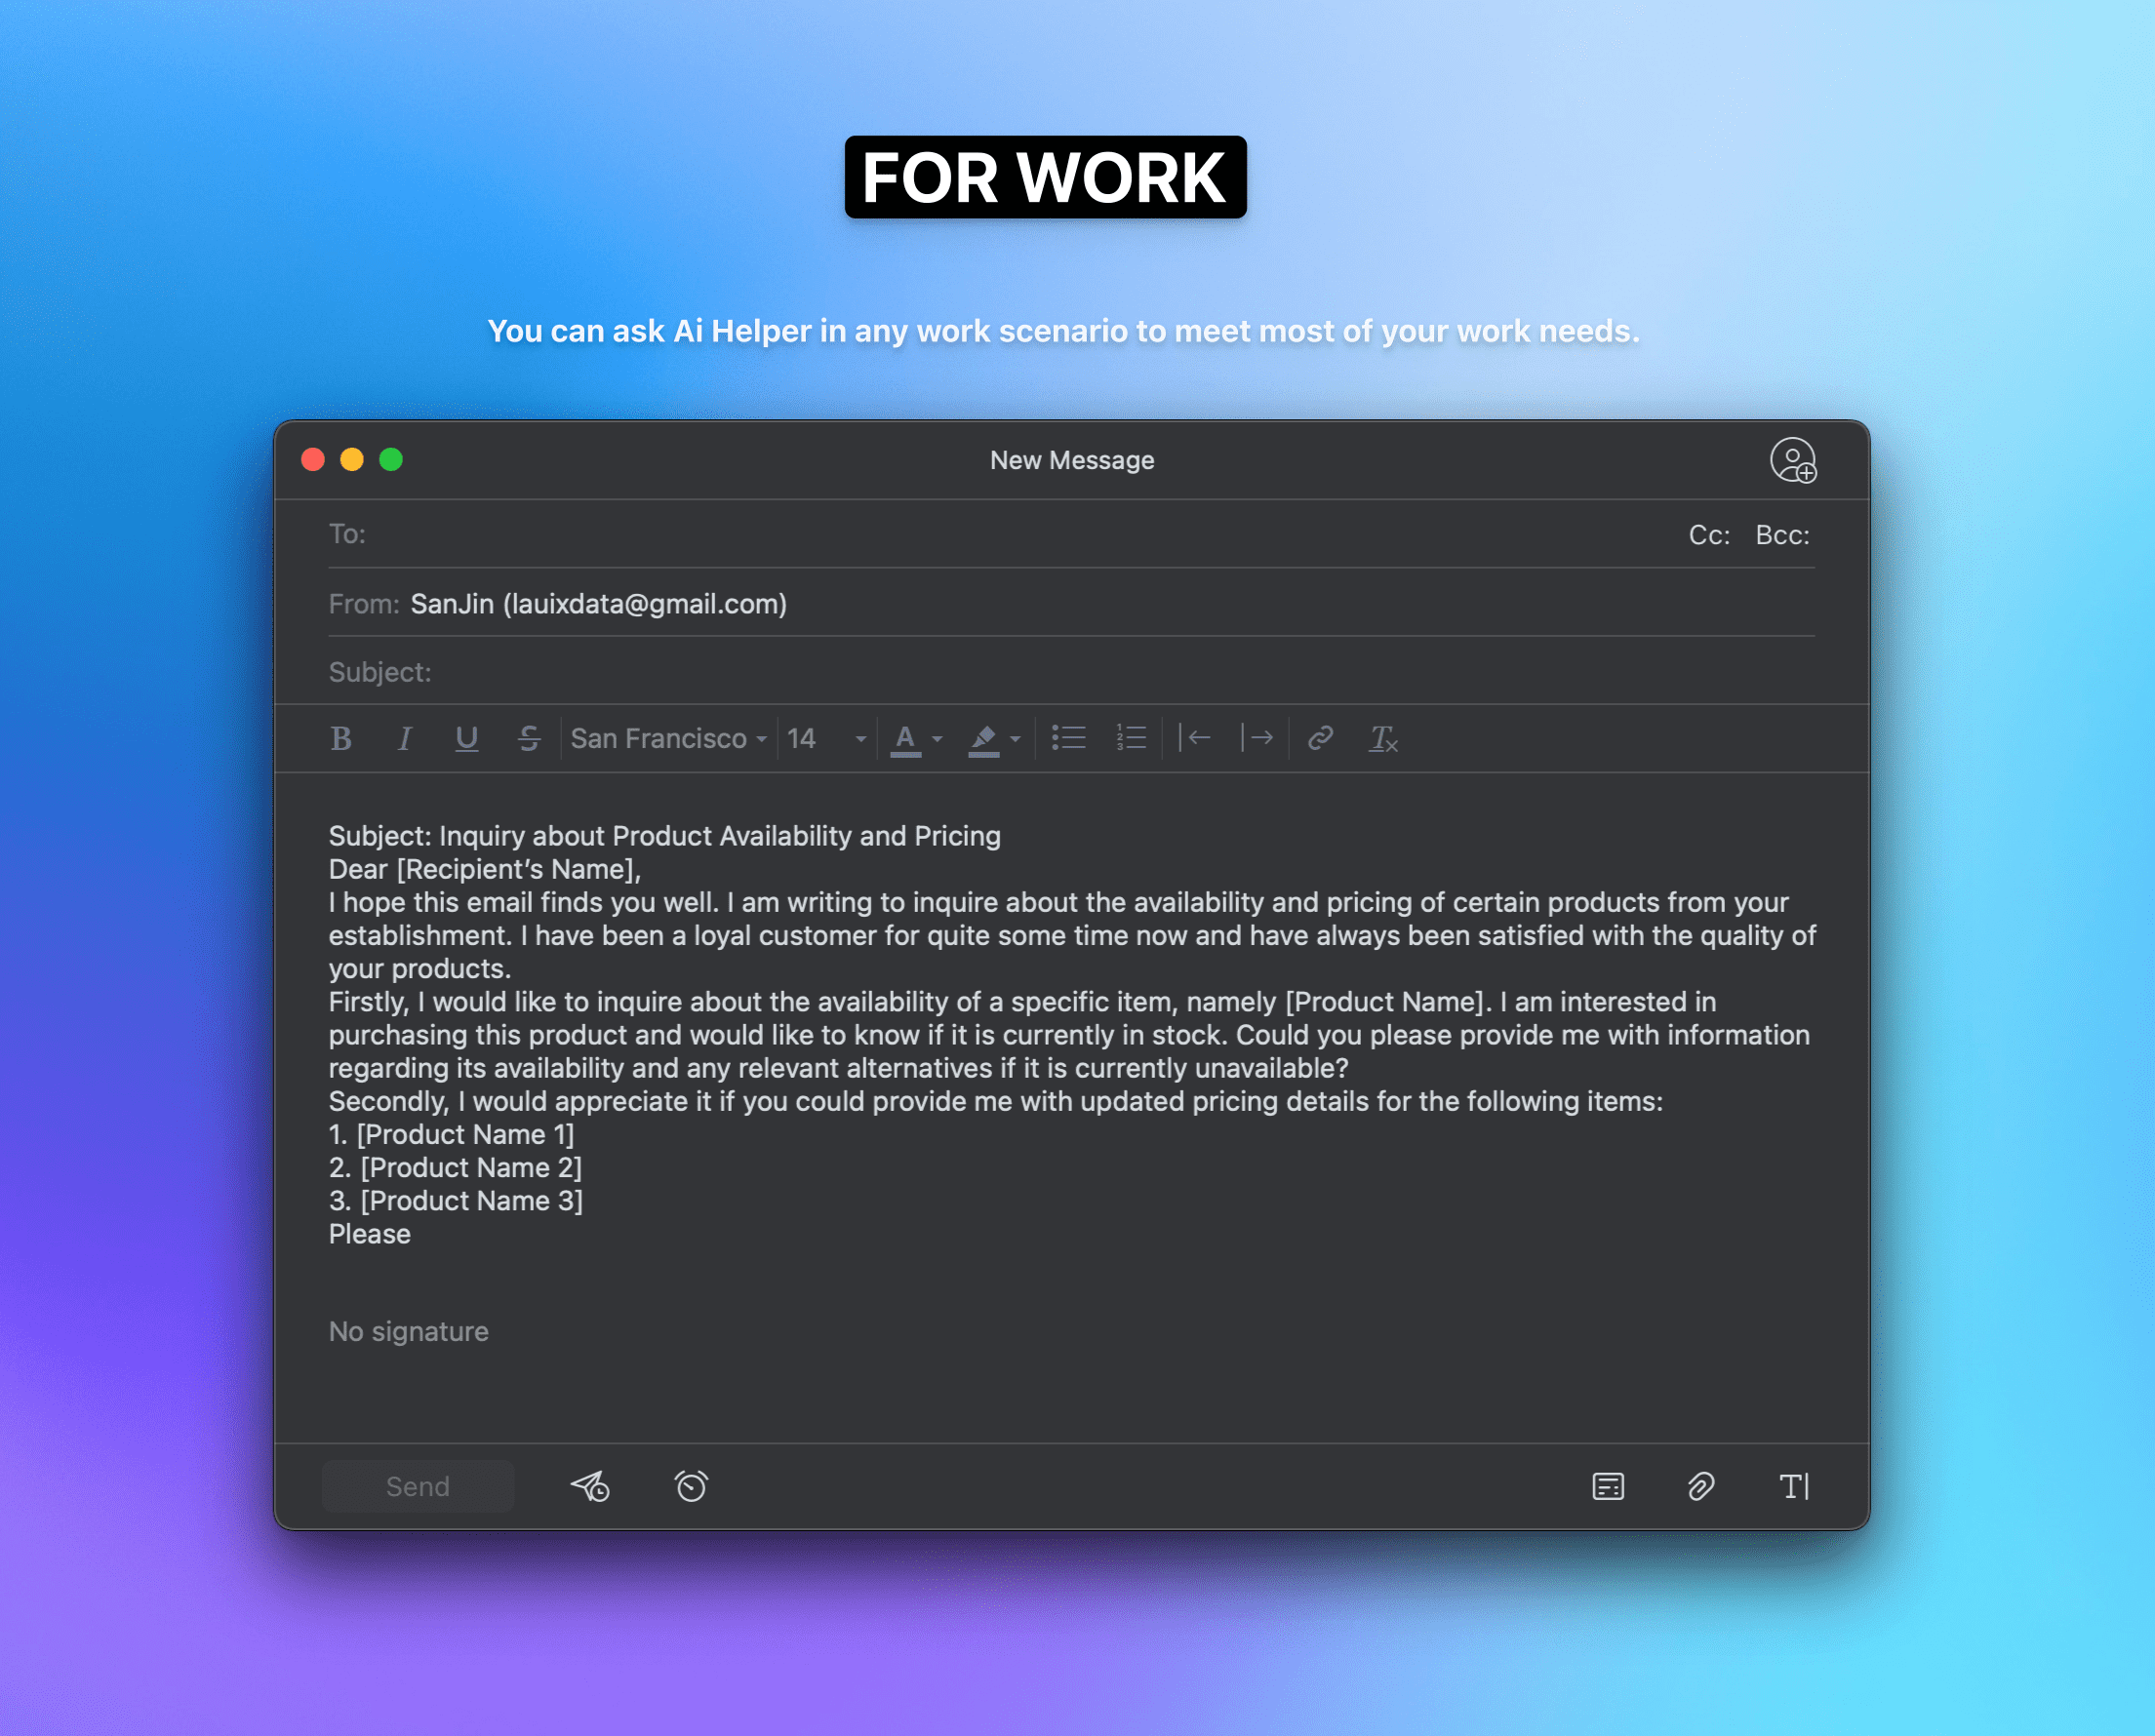 FOR WORK
You can ask Ai Helper in any work scenario to meet most of your work needs.
New Message
To:
Cc: Bcc:
From: SanJin (lauixdata@gmail.com)
Subject:
B I U S San Francisco 14 A
Subject: Inquiry about Product Availability and Pricing
Dear [Recipient’s Name],
I hope this email finds you well. I am writing to inquire about the availability and pricing of certain products from your
establishment. I have been a loyal customer for quite some time now and have always been satisfied with the quality of
your products.
Firstly, I would like to inquire about the availability of a specific item, namely [Product Name]. I am interested in
purchasing this product and would like to know if it is currently in stock. Could you please provide me with information
regarding its availability and any relevant alternatives if it is currently unavailable?
Secondly, I would appreciate it if you could provide me with updated pricing details for the following items:
1. [Product Name 1]
2. [Product Name 2]
3. [Product Name 3]
Please
No signature
Send